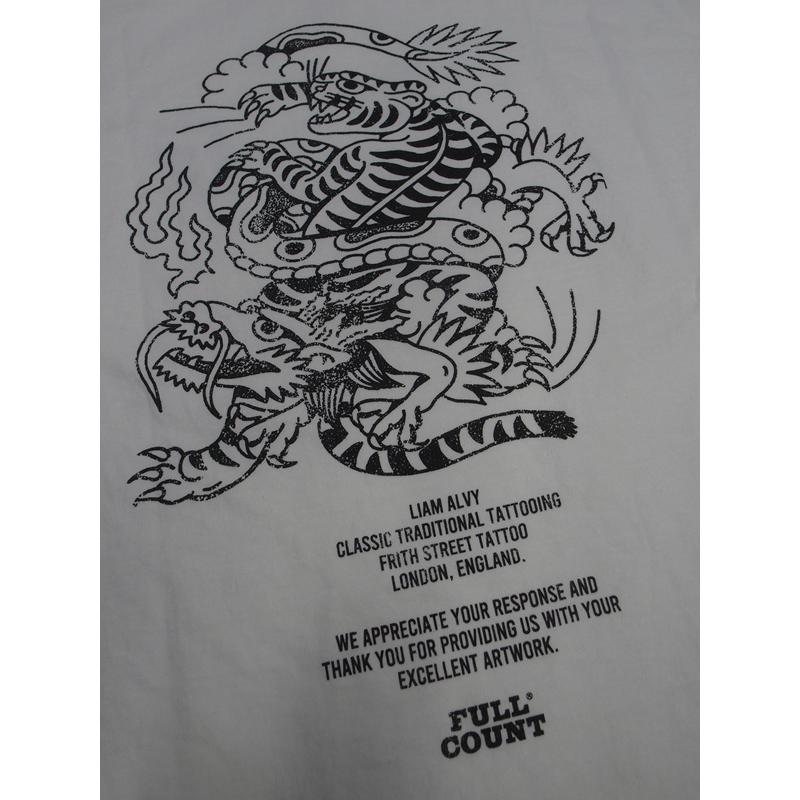 LIAM ALVY
CLASSIC TRADITIONAL TATTOOING
FRITH STREET TATTOO
LONDON, ENGLAND.
WE APPRECIATE YOUR RESPONSE AND
THANK YOU FOR PROVIDING US WITH YOUR
EXCELLENT ARTWORK.
FULL®
COUNT